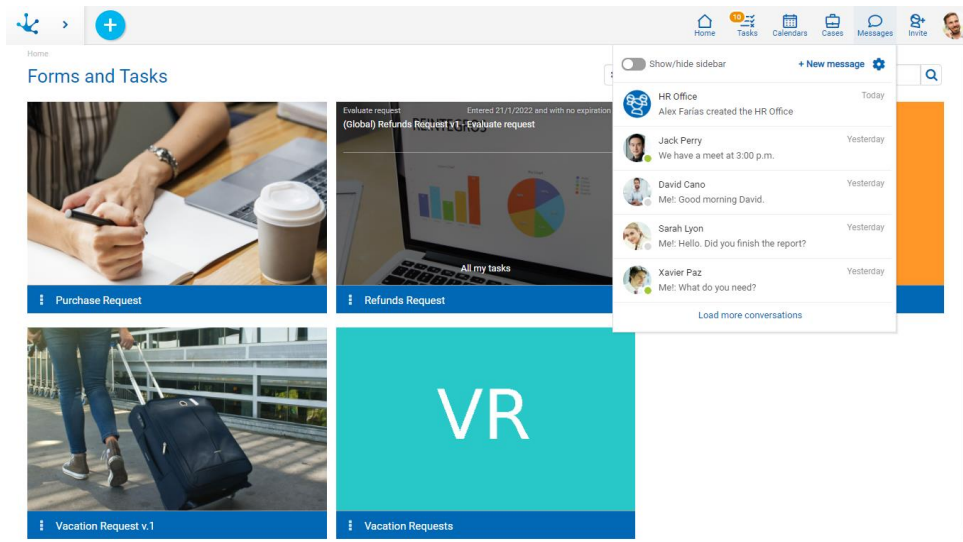 10
Home
Tasks
Calendars
Cases
Messages
Invite
Home
Forms and Tasks
Show/hide sidebar
+ New message
HR Office
Today
Alex Farías created the HR Office
Jack Perry
Yesterday
We have a meet at 3:00 p.m.
David Cano
Yesterday
Me!: Good morning David.
Sarah Lyon
Yesterday
Me!: Hello. Did you finish the report?
Xavier Paz
Yesterday
Me!: What do you need?
Load more conversations
Evaluate request
Entered 21/1/2022 and with no expiration
(Global) Refunds Request v1 - Evaluate request
REINTEGROS
All my tasks
Purchase Request
Refunds Request
VR
Vacation Request v.1
Vacation Requests